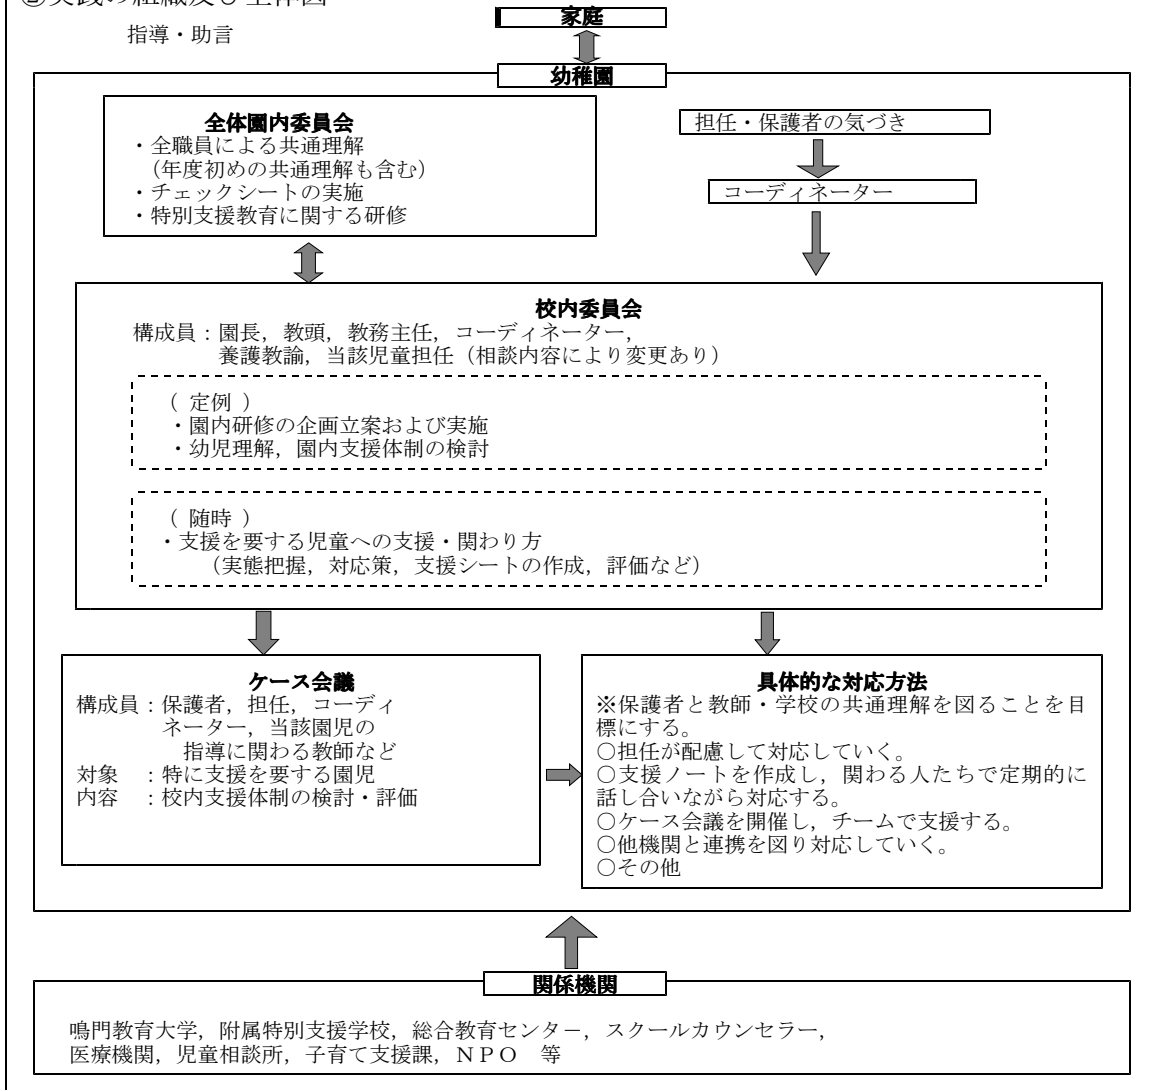 ②実践の組織及び全体図
指導・助言
家庭
幼稚園
全体園内委員会
・全職員による共通理解
（年度初めの共通理解も含む）
・チェックシートの実施
・特別支援教育に関する研修
担任・保護者の気づき
コーディネーター
校内委員会
構成員：園長，教頭，教務主任，コーディネーター，
養護教諭，当該児童担任（相談内容により変更あり）
（ 定例 ）
・園内研修の企画立案および実施
・幼児理解，園内支援体制の検討
（ 随時 ）
・支援を要する児童への支援・関わり方
（実態把握，対応策，支援シートの作成，評価など）
ケース会議
構成員：保護者，担任，コーディ
ネーター，当該園児の
指導に関わる教師など
対象　：特に支援を要する園児
内容　：校内支援体制の検討・評価
具体的な対応方法
※保護者と教師・学校の共通理解を図ることを目
標にする。
○担任が配慮して対応していく。
○支援ノートを作成し，関わる人たちで定期的に
話し合いながら対応する。
○ケース会議を開催し，チームで支援する。
○他機関と連携を図り対応していく。
○その他
関係機関
鳴門教育大学，附属特別支援学校，総合教育センター，スクールカウンセラー，
医療機関，児童相談所，子育て支援課，ＮＰＯ　等